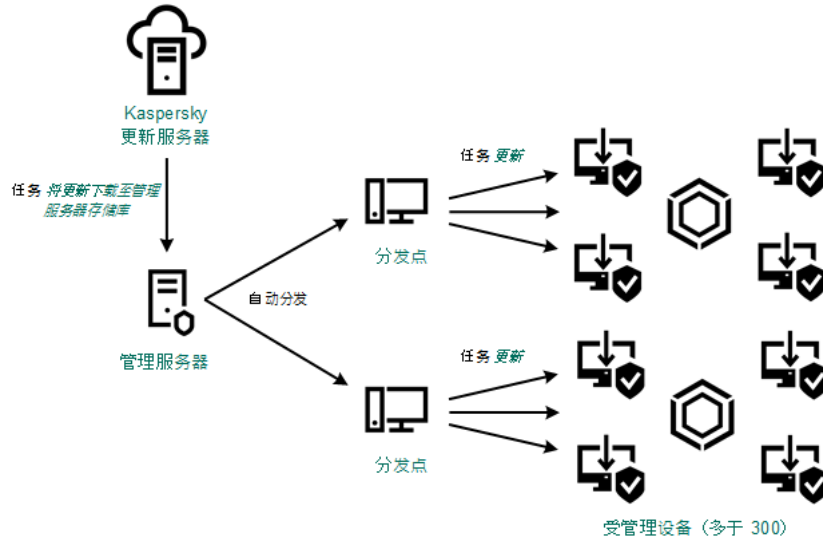 Kaspersky
更新服务器
任务 将更新下载至管理
服务器存储库
任务 更新
分发点
自动分发
管理服务器
任务 更新
分发点
受管理设备（多于 300）